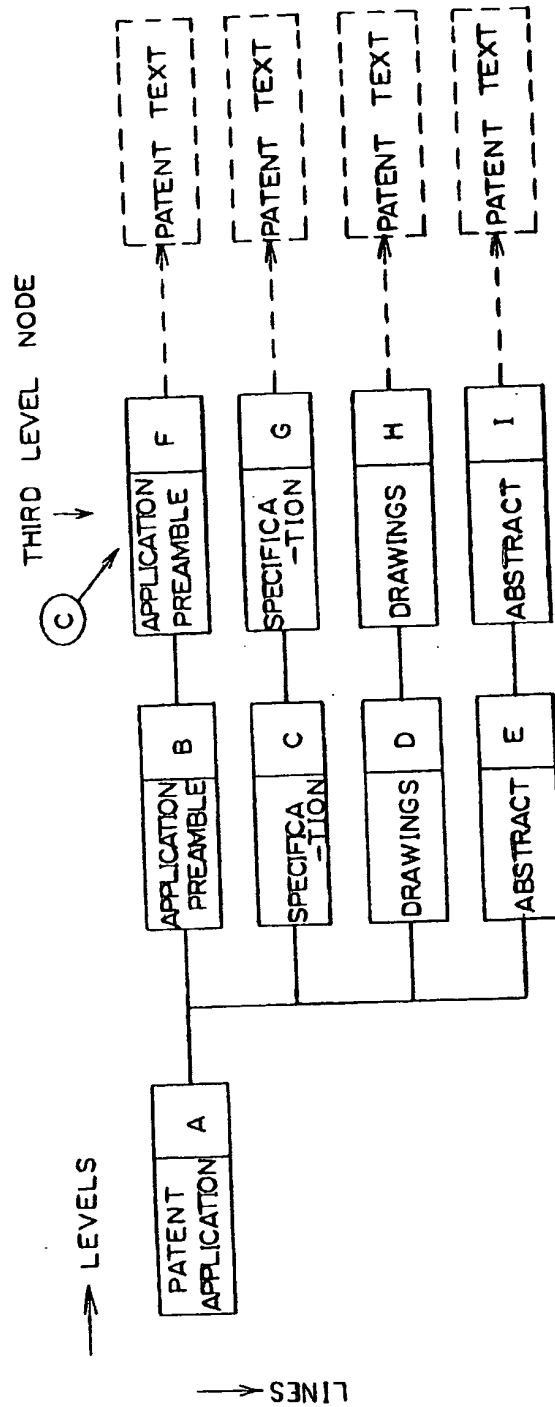 LEVELS
LINES
THIRD LEVEL NODE
C
PATENT
APPLICATION
A
APPLICATION
PREAMBLE
B
APPLICATION
PREAMBLE
F
PATENT TEXT
SPECIFICA
-TION
C
SPECIFICA
-TION
G
PATENT TEXT
DRAWINGS
D
DRAWINGS
H
PATENT TEXT
ABSTRACT
E
ABSTRACT
I
PATENT TEXT